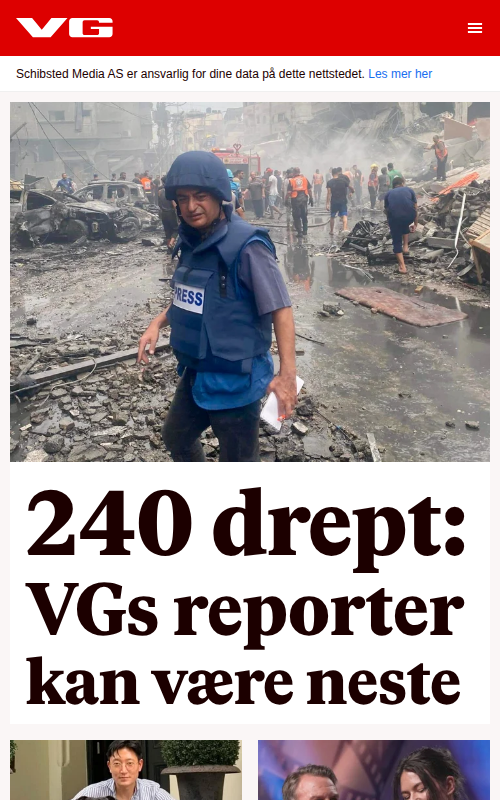 VG
Schibsted Media AS er ansvarlig for dine data på dette nettstedet. Les mer her
PRESS
240 drept:
VGs reporter
kan være neste